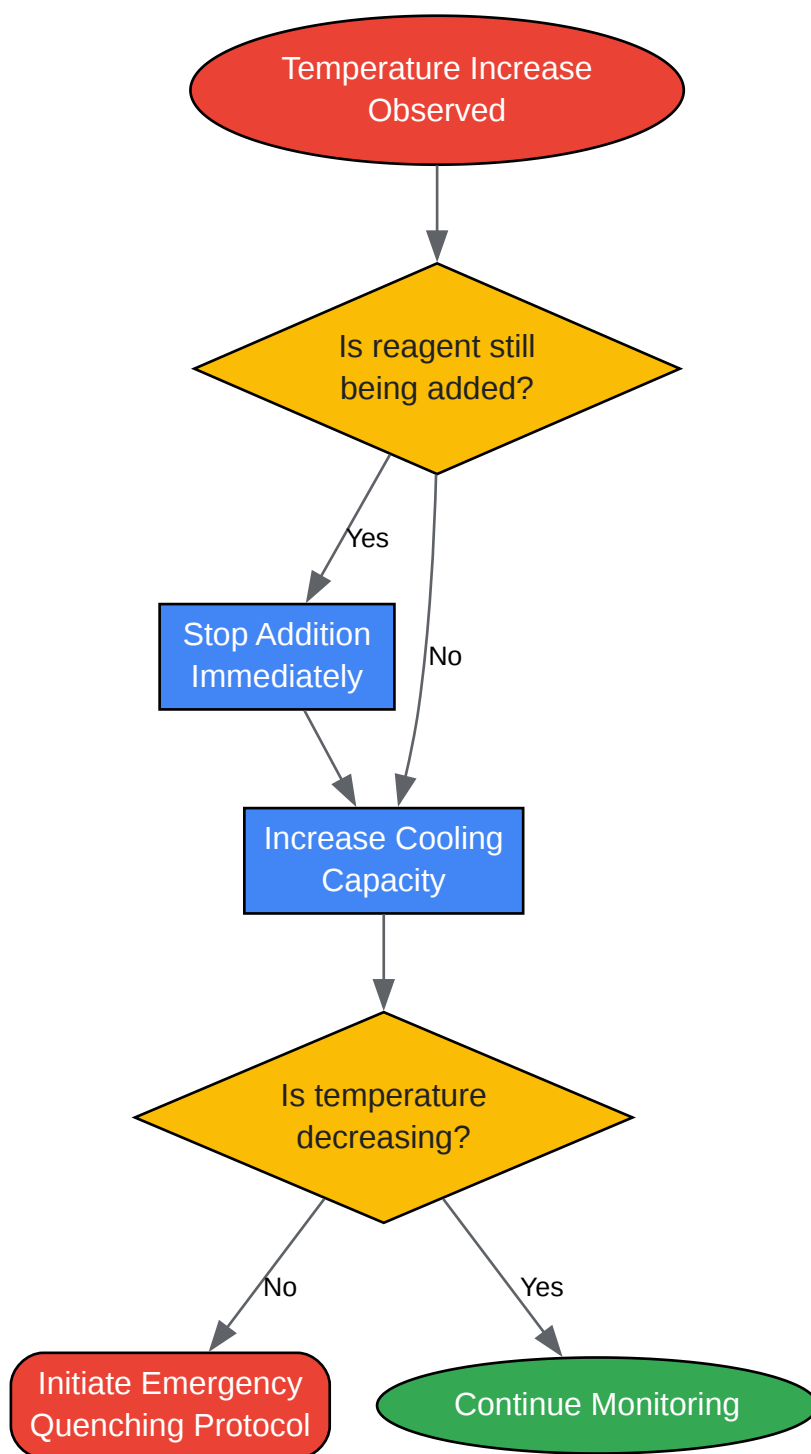 Temperature Increase
Observed
Is reagent still
being added?
Yes
Stop Addition
Immediately
No
Increase Cooling
Capacity
Is temperature
decreasing?
No
Yes
Initiate Emergency
Quenching Protocol
Continue Monitoring